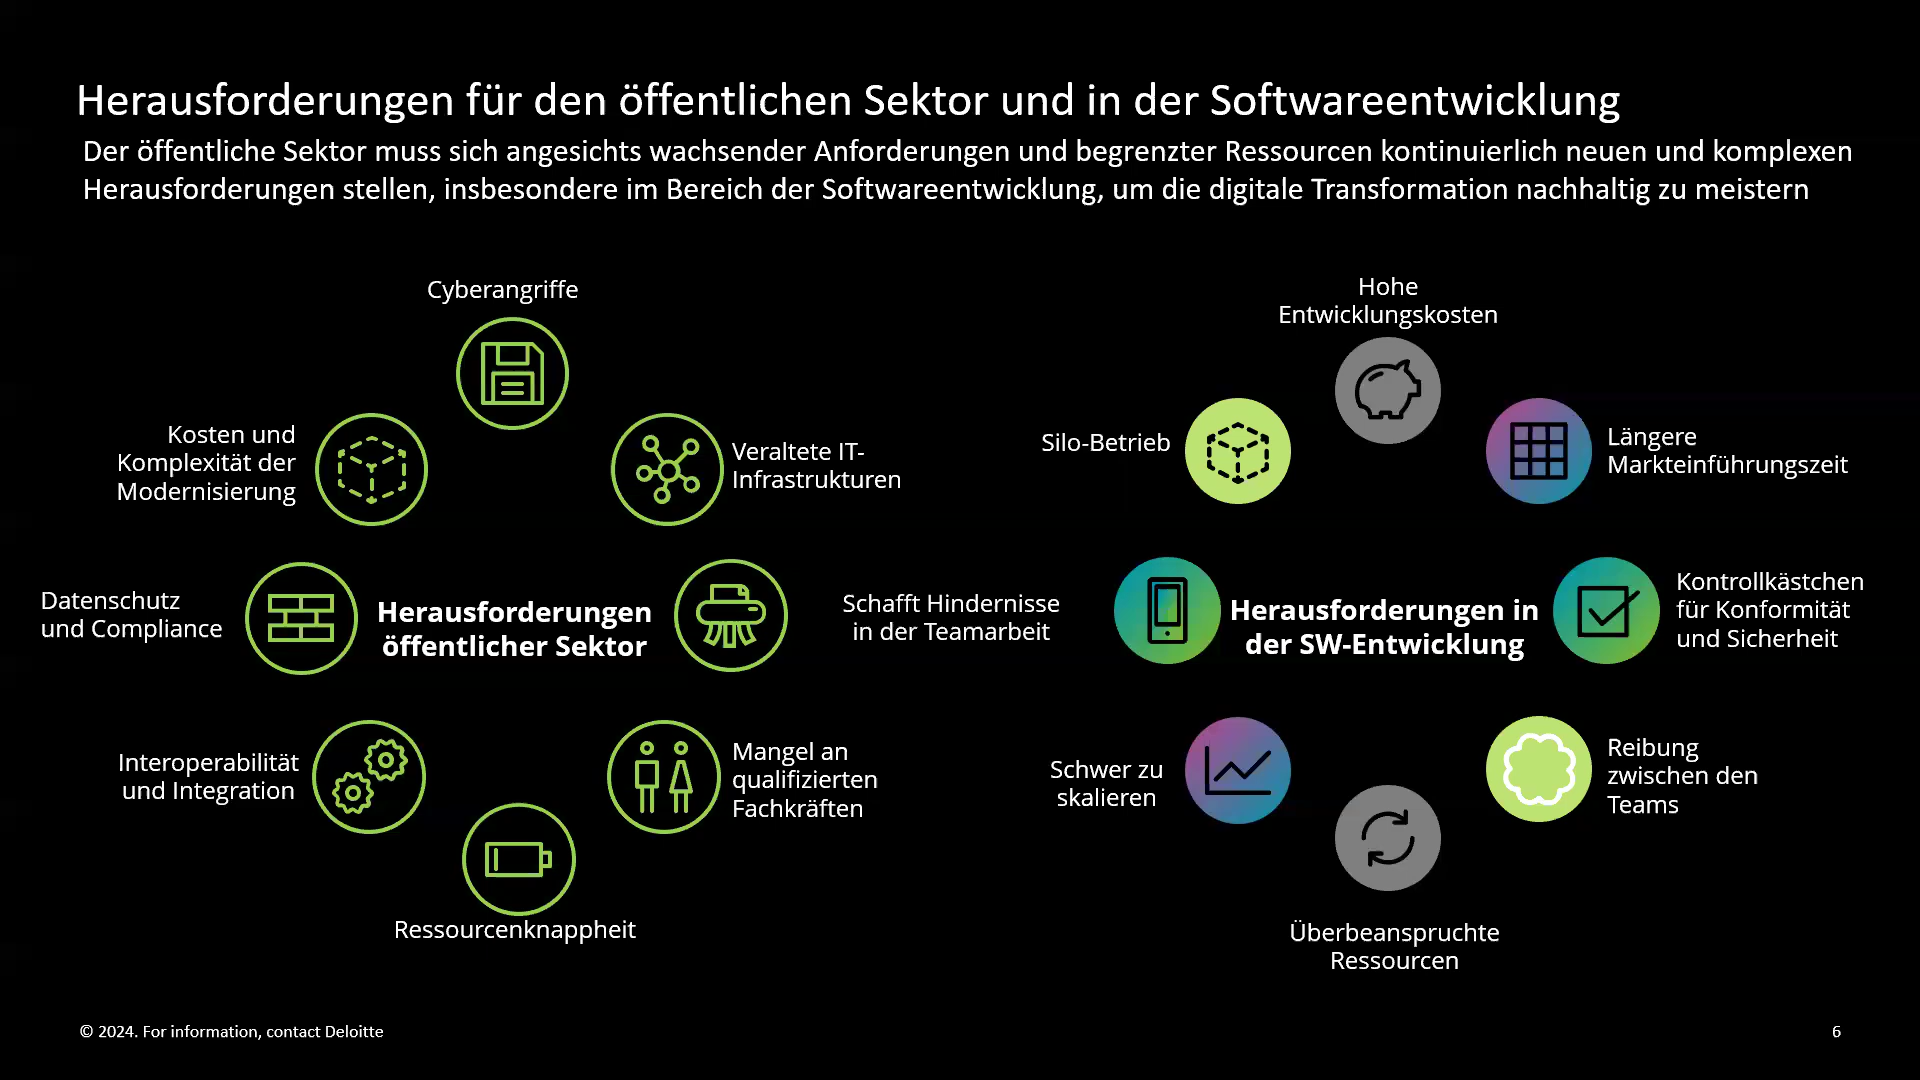 Herausforderungen für den öffentlichen Sektor und in der Softwareentwicklung
Der öffentliche Sektor muss sich angesichts wachsender Anforderungen und begrenzter Ressourcen kontinuierlich neuen und komplexen
Herausforderungen stellen, insbesondere im Bereich der Softwareentwicklung, um die digitale Transformation nachhaltig zu meistern
Cyberangriffe
Kosten und
Komplexität der
Modernisierung
Veraltete IT-
Infrastrukturen
Datenschutz
und Compliance
Herausforderungen
öffentlicher Sektor
Interoperabilität
und Integration
Mangel an
qualifizierten
Fachkräften
Ressourcenknappheit
Hohe
Entwicklungskosten
Silo-Betrieb
Längere
Markteinführungszeit
Schafft Hindernisse
in der Teamarbeit
Herausforderungen in
der SW-Entwicklung
Kontrollkästchen
für Konformität
und Sicherheit
Schwer zu
skalieren
Reibung
zwischen den
Teams
Überbeanspruchte
Ressourcen
© 2024. For information, contact Deloitte
6